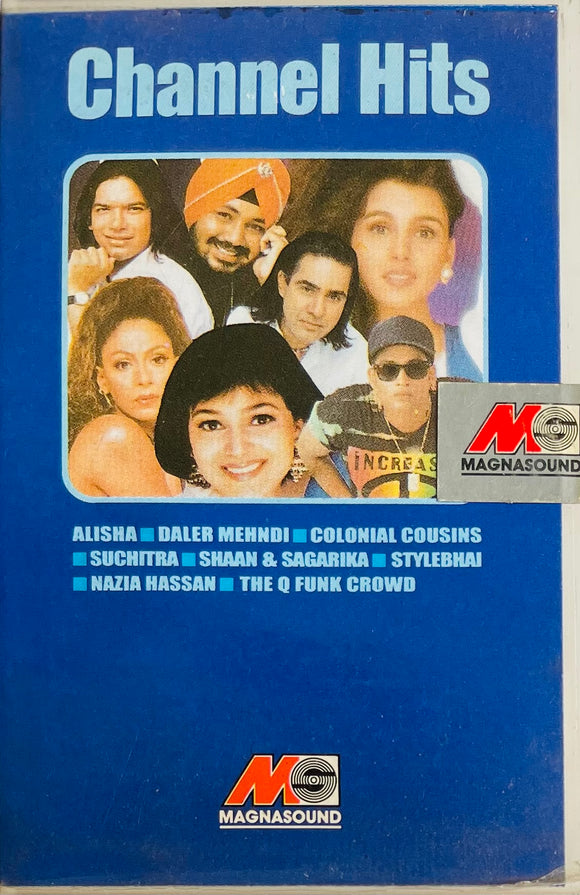 Channel Hits
INCREAS
MAGNASOUND
ALISHA ■ DALER MEHNDI ■ COLONIAL COUSINS
■ SUCHITRA ■ SHAAN & SAGARIKA ■ STYLEBHAI
■ NAZIA HASSAN ■ THE Q FUNK CROWD
MAGNASOUND